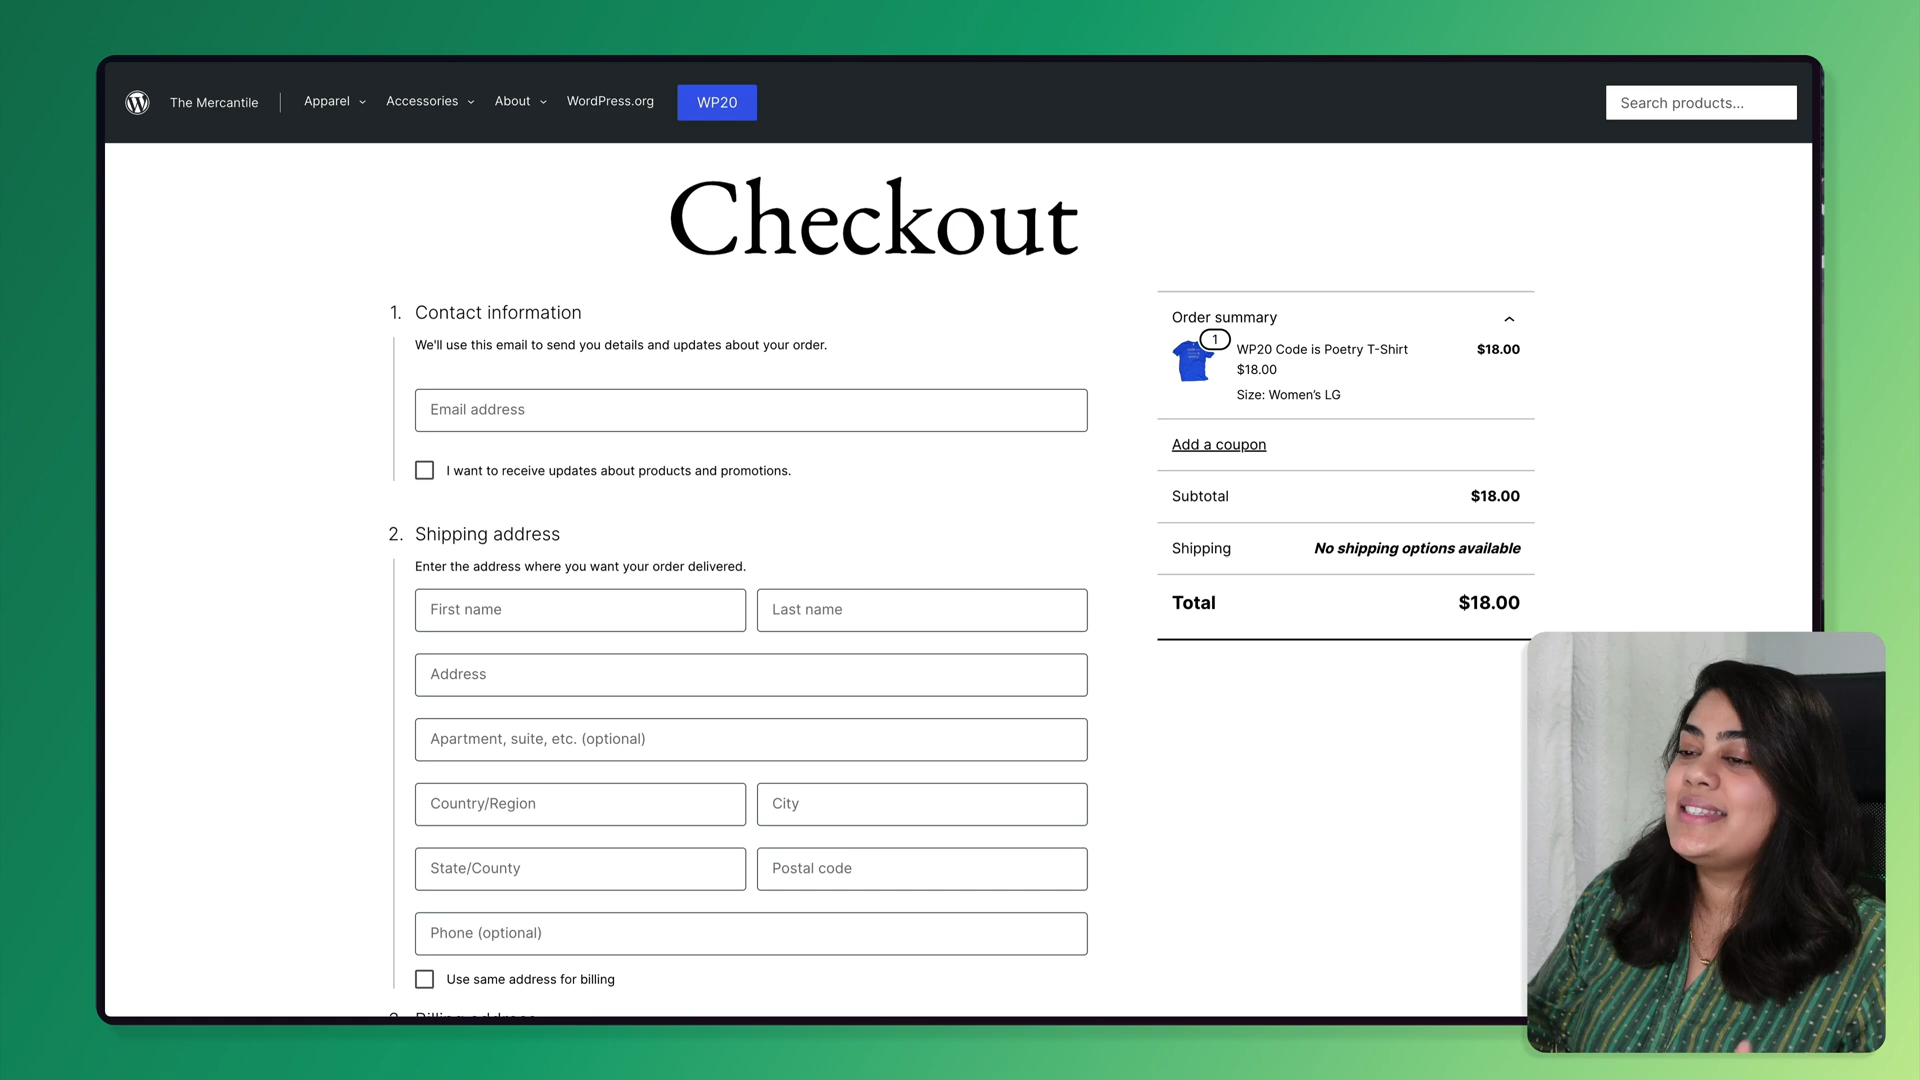 The Mercantile
Apparel
Accessories
About
WordPress.org
WP20
Search products...
Checkout
1. Contact information
We'll use this email to send you details and updates about your order.
Email address
I want to receive updates about products and promotions.
2. Shipping address
Enter the address where you want your order delivered.
First name
Last name
Address
Apartment, suite, etc. (optional)
Country/Region
City
State/County
Postal code
Phone (optional)
Use same address for billing
Order summary
1
WP20 Code is Poetry T-Shirt
$18.00
$18.00
Size: Women’s LG
Add a coupon
Subtotal
$18.00
Shipping
No shipping options available
Total
$18.00